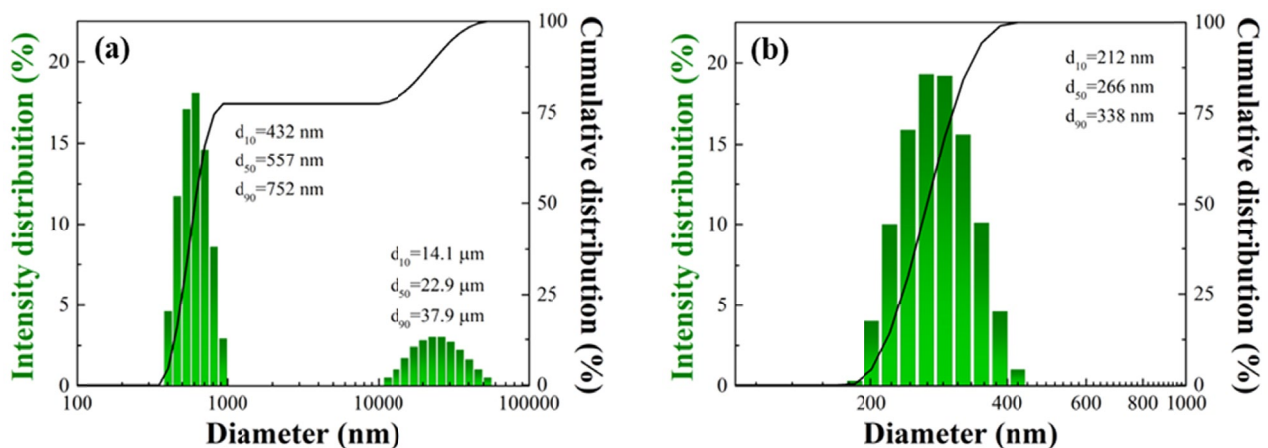 (a)
Intensity distribuition (%)
20
15
10
5
0
d10=432 nm
d50=557 nm
d90=752 nm
d10=14.1 μm
d50=22.9 μm
d90=37.9 μm
100
75
50
25
0
Cumulative distribution (%)
100 1000 10000 100000
Diameter (nm)
(b)
Intensity distribuition (%)
20
15
10
5
0
d10=212 nm
d50=266 nm
d90=338 nm
100
75
50
25
0
Cumulative distribution (%)
200 400 600 800 1000
Diameter (nm)